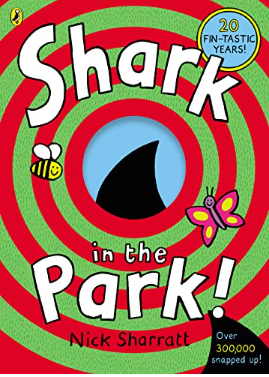 20
FIN-TASTIC
YEARS!
Shark
in the
Park!
Nick Sharratt
Over
300,000
snapped up!